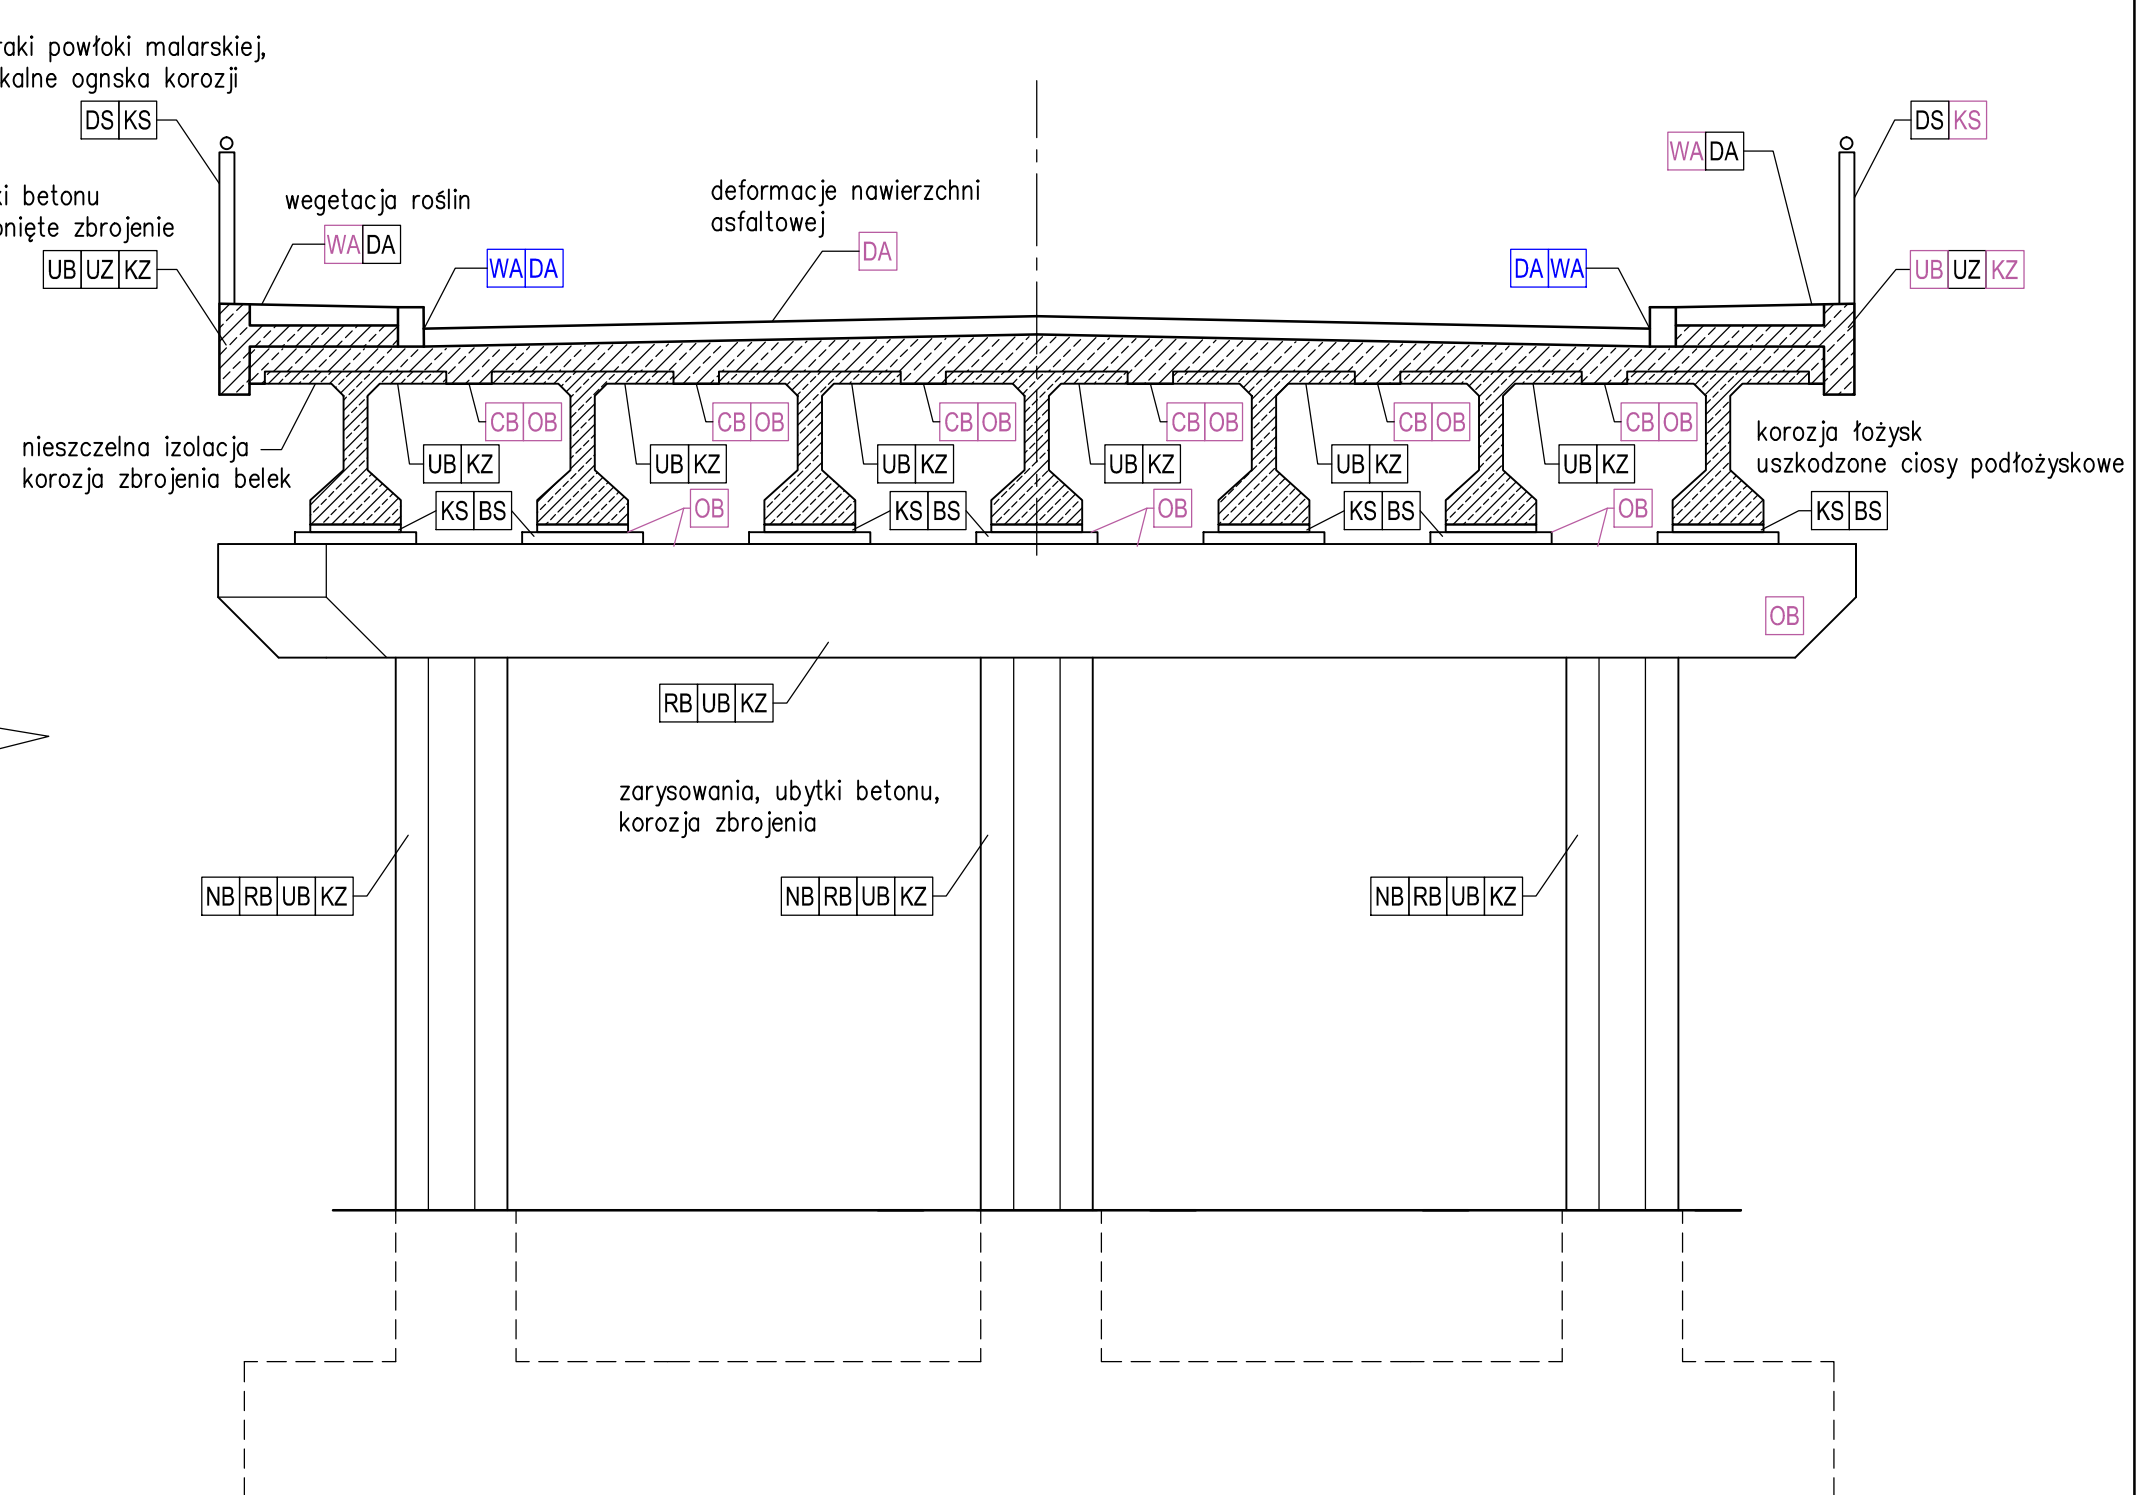 raki powłoki malarskiej,
kalne ognska korozji
DS KS
DS KS
WA DA
ki betonu
onięte zbrojenie
UB UZ KZ
wegetacja roślin
WA DA
WA DA
deformacje nawierzchni
asfaltowej
DA
DA WA
UB UZ KZ
nieszczelna izolacja
korozja zbrojenia belek
CB OB
CB OB
CB OB
CB OB
CB OB
CB OB
korozja łożysk
uszkodzone ciosy podłożyskowe
UB KZ
UB KZ
UB KZ
UB KZ
UB KZ
UB KZ
KS BS
OB
KS BS
OB
KS BS
OB
KS BS
OB
RB UB KZ
zarysowania, ubytki betonu,
korozja zbrojenia
NB RB UB KZ
NB RB UB KZ
NB RB UB KZ